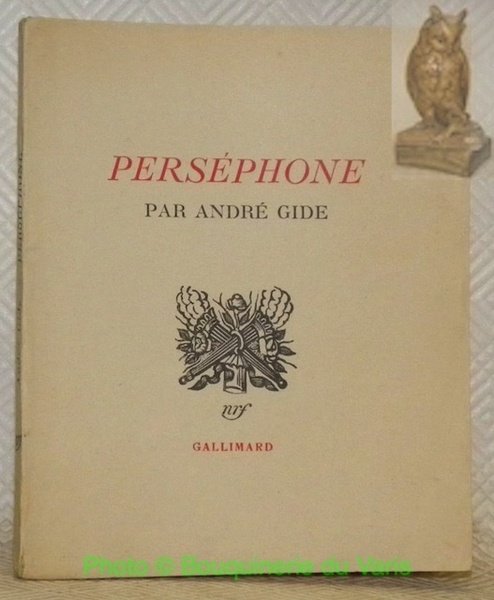 PERSÉPHONE
PAR ANDRÉ GIDE
nrf
GALLIMARD
Photo © Bouquinerie du Varis